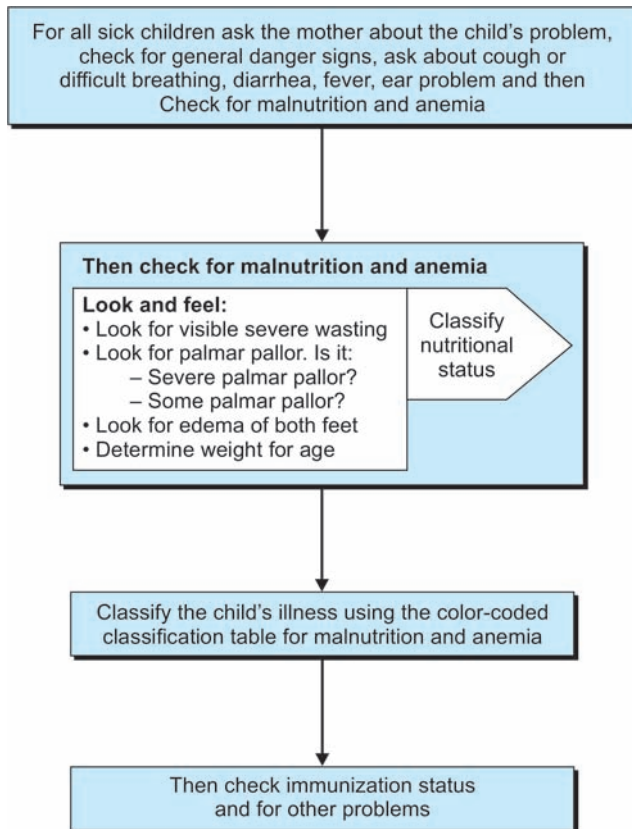 For all sick children ask the mother about the child's problem,
check for general danger signs, ask about cough or
difficult breathing, diarrhea, fever, ear problem and then
Check for malnutrition and anemia
Then check for malnutrition and anemia
Look and feel:
• Look for visible severe wasting
• Look for palmar pallor. Is it:
– Severe palmar pallor?
– Some palmar pallor?
• Look for edema of both feet
• Determine weight for age
Classify
nutritional
status
Classify the child's illness using the color-coded
classification table for malnutrition and anemia
Then check immunization status
and for other problems